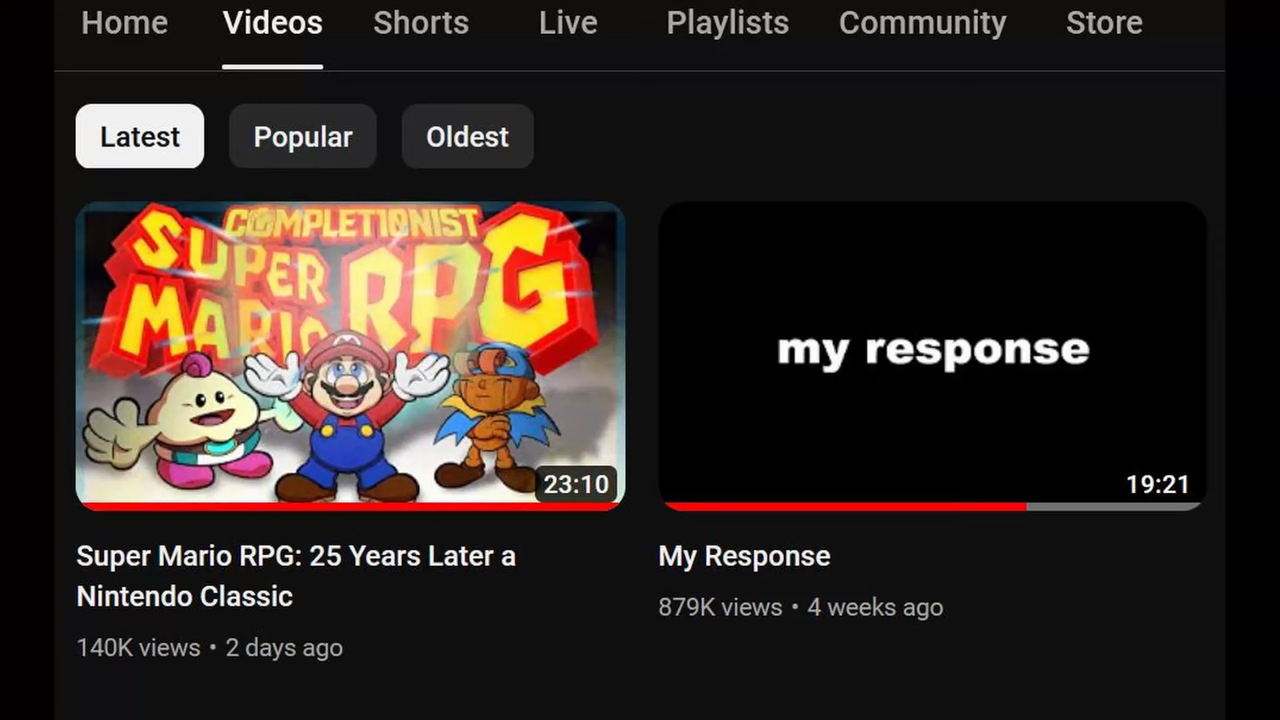 Home Videos Shorts Live Playlists Community Store
Latest Popular Oldest
COMPLETIONIST
SUPER
MARIO RPG
23:10
my response
19:21
Super Mario RPG: 25 Years Later a
Nintendo Classic
140K views • 2 days ago
My Response
879K views • 4 weeks ago